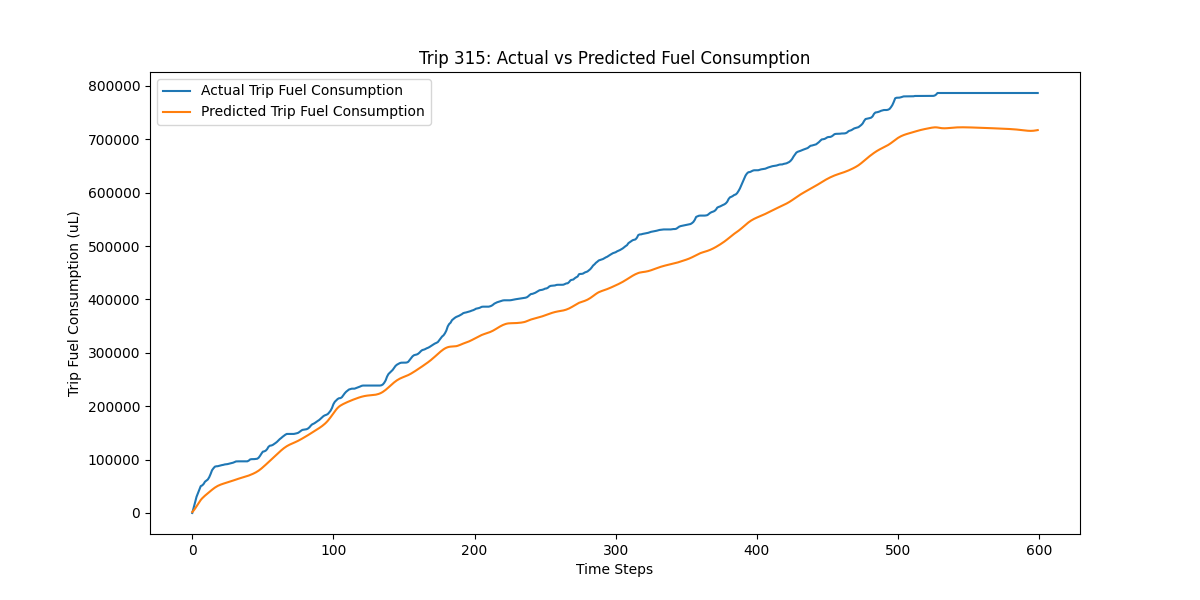 Trip 315: Actual vs Predicted Fuel Consumption
Actual Trip Fuel Consumption
Predicted Trip Fuel Consumption
Trip Fuel Consumption (uL)
800000
700000
600000
500000
400000
300000
200000
100000
0
0 100 200 300 400 500 600
Time Steps